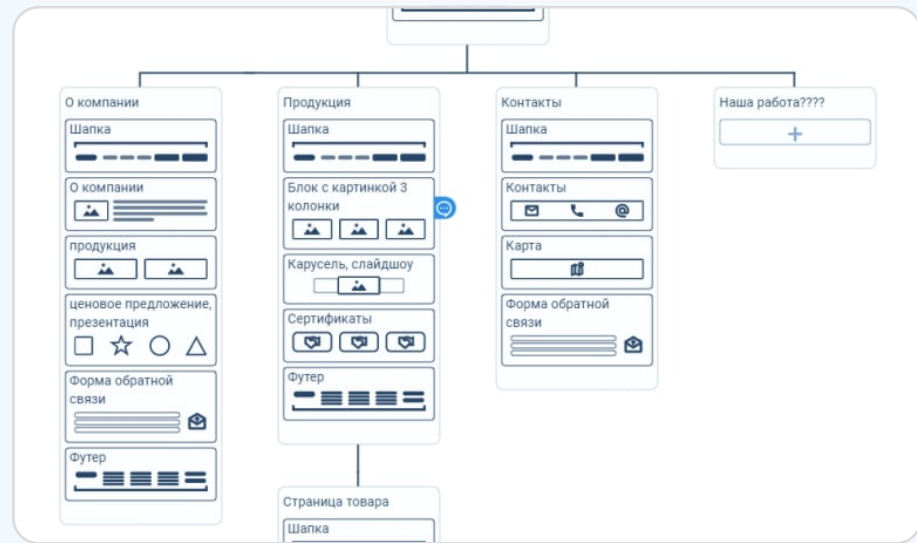 О компании
Шапка
О компании
продукция
ценовое предложение,
презентация
Форма обратной
связи
Футер
Продукция
Шапка
Блок с картинкой 3
колонки
Карусель, слайдшоу
Сертификаты
Футер
Страница товара
Шапка
Контакты
Шапка
Контакты
Карта
Форма обратной
связи
Наша работа????